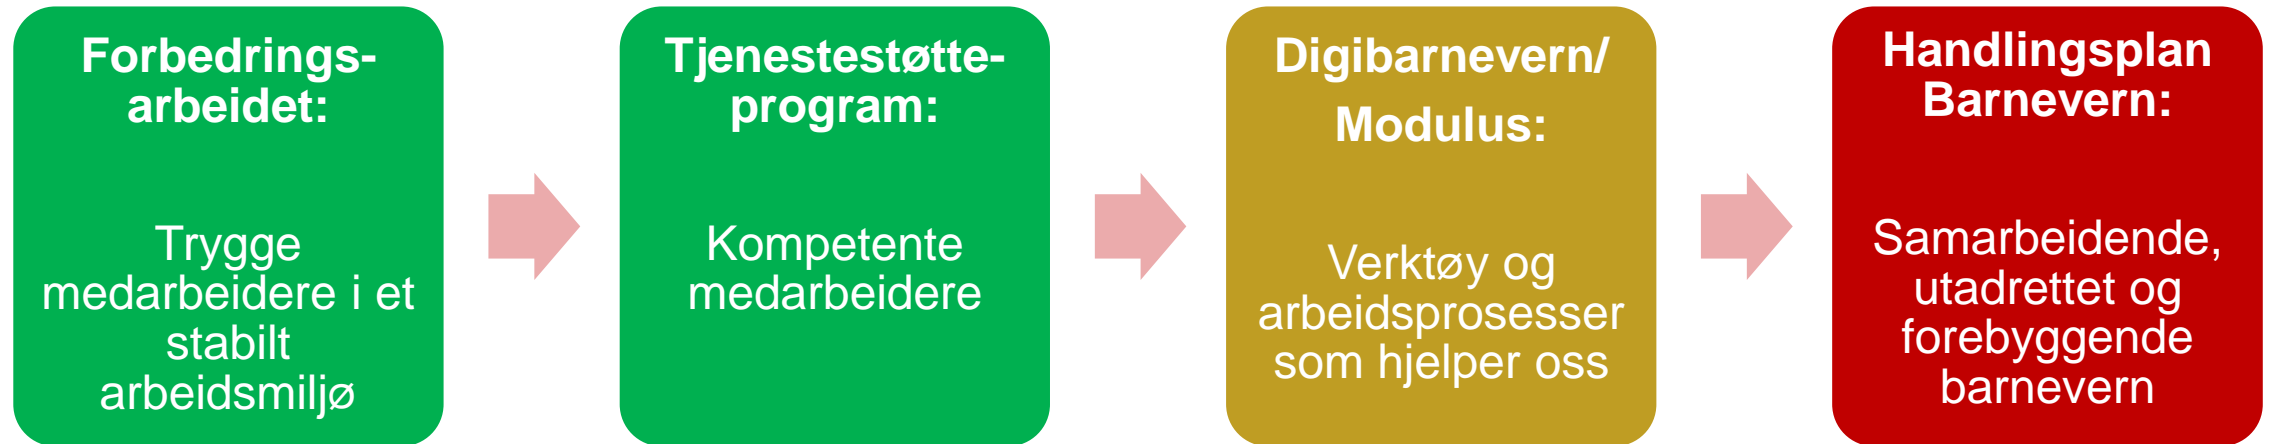 Forbedrings-
arbeidet:
Trygge
medarbeidere i et
stabilt
arbeidsmiljø
Tjenestestøtte-
program:
Kompetente
medarbeidere
Digibarnevern/
Modulus:
Verktøy og
arbeidsprosesser
som hjelper oss
Handlingsplan
Barnevern:
Samarbeidende,
utadrettet og
forebyggende
barnevern